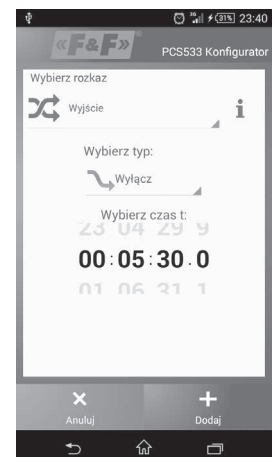 31% 23:40
«F&F» PCS533 Konfigurator
Wybierz rozkaz
Wyjście i
Wybierz typ:
Wyłącz
Wybierz czas t:
23 04 29 9
00:05:30.0
01 06 31 1
Anuluj Dodaj